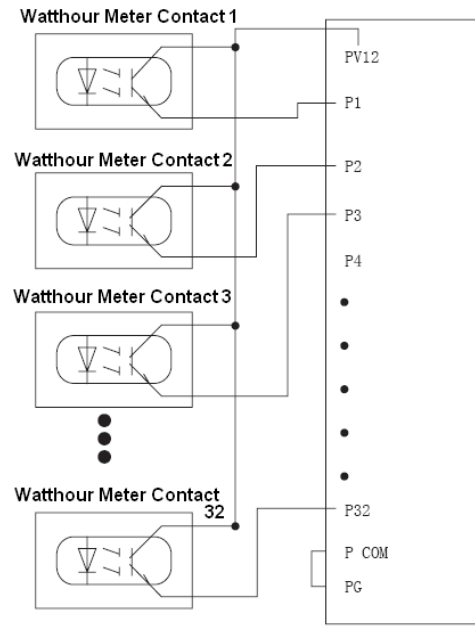 Watthour Meter Contact 1
PV12
P1
Watthour Meter Contact 2
P2
P3
P4
Watthour Meter Contact 3
Watthour Meter Contact
32
P32
P COM
PG